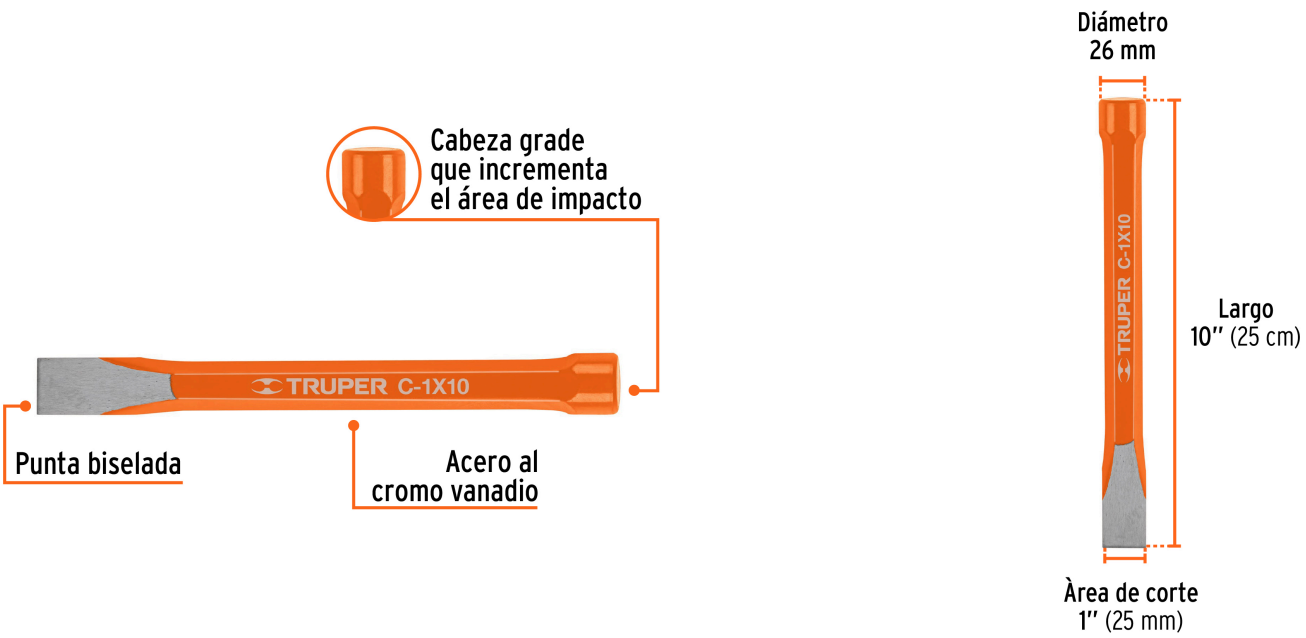 Cabeza grade
que incrementa
el área de impacto
TRUPER C-1X10
Punta biselada
Acero al
cromo vanadio
Diámetro
26 mm
TRUPER C-1X10
Largo
10’’ (25 cm)
Àrea de corte
1’’ (25 mm)